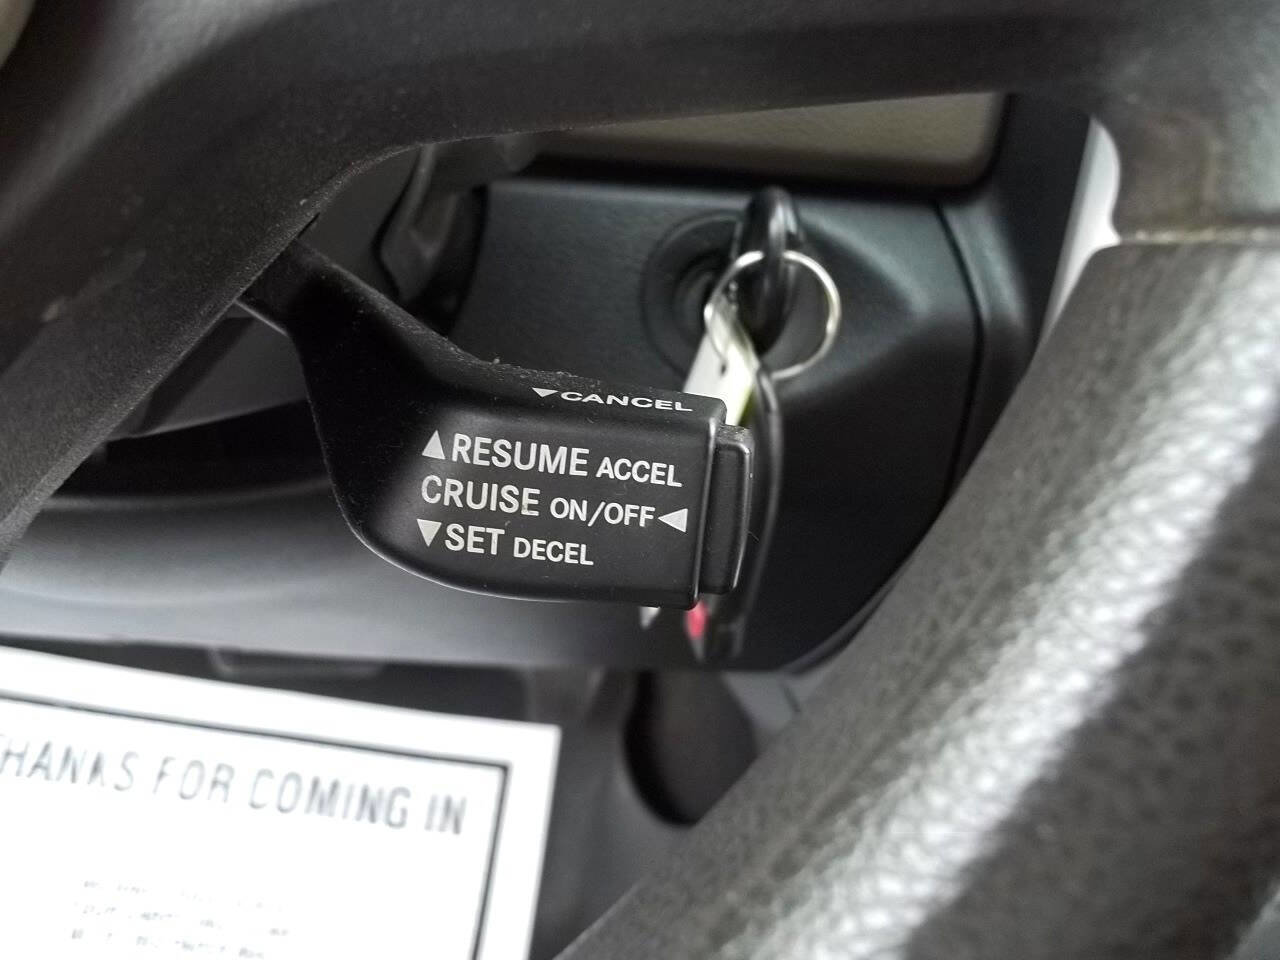 CANCEL
RESUME ACCEL
CRUISE ON/OFF
SET DECEL
THANKS FOR COMING IN